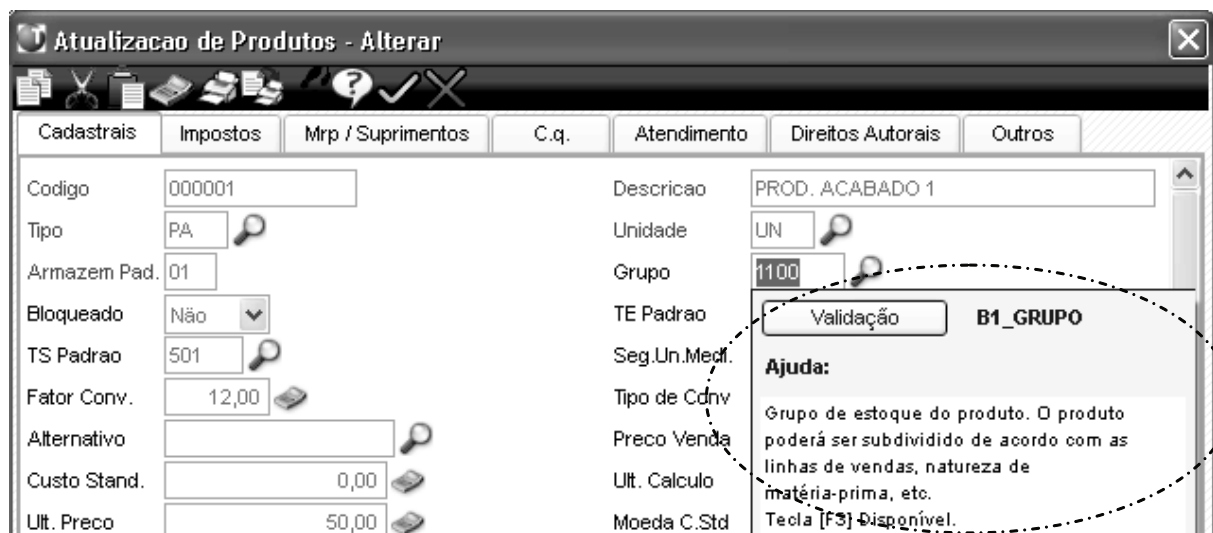 Atualizacao de Produtos - Alterar
Cadastrais Impostos Mrp / Suprimentos C.q. Atendimento Direitos Autorais Outros
Codigo 000001 Descricao PROD. ACABADO 1
Tipo PA Unidade UN
Armazem Pad. 01 Grupo 1100
Bloqueado Não TE Padrao Validação B1_GRUPO
TS Padrao 501 Seg.Un.Medi. Ajuda:
Fator Conv. 12,00 Tipo de Conv Grupo de estoque do produto. O produto
Alternativo Preco Venda poderá ser subdividido de acordo com as
linhas de vendas, natureza de
Custo Stand. 0,00 Ult. Calculo matéria-prima, etc.
Ult. Preco 50,00 Moeda C.Std Tecla [F3] Disponível.